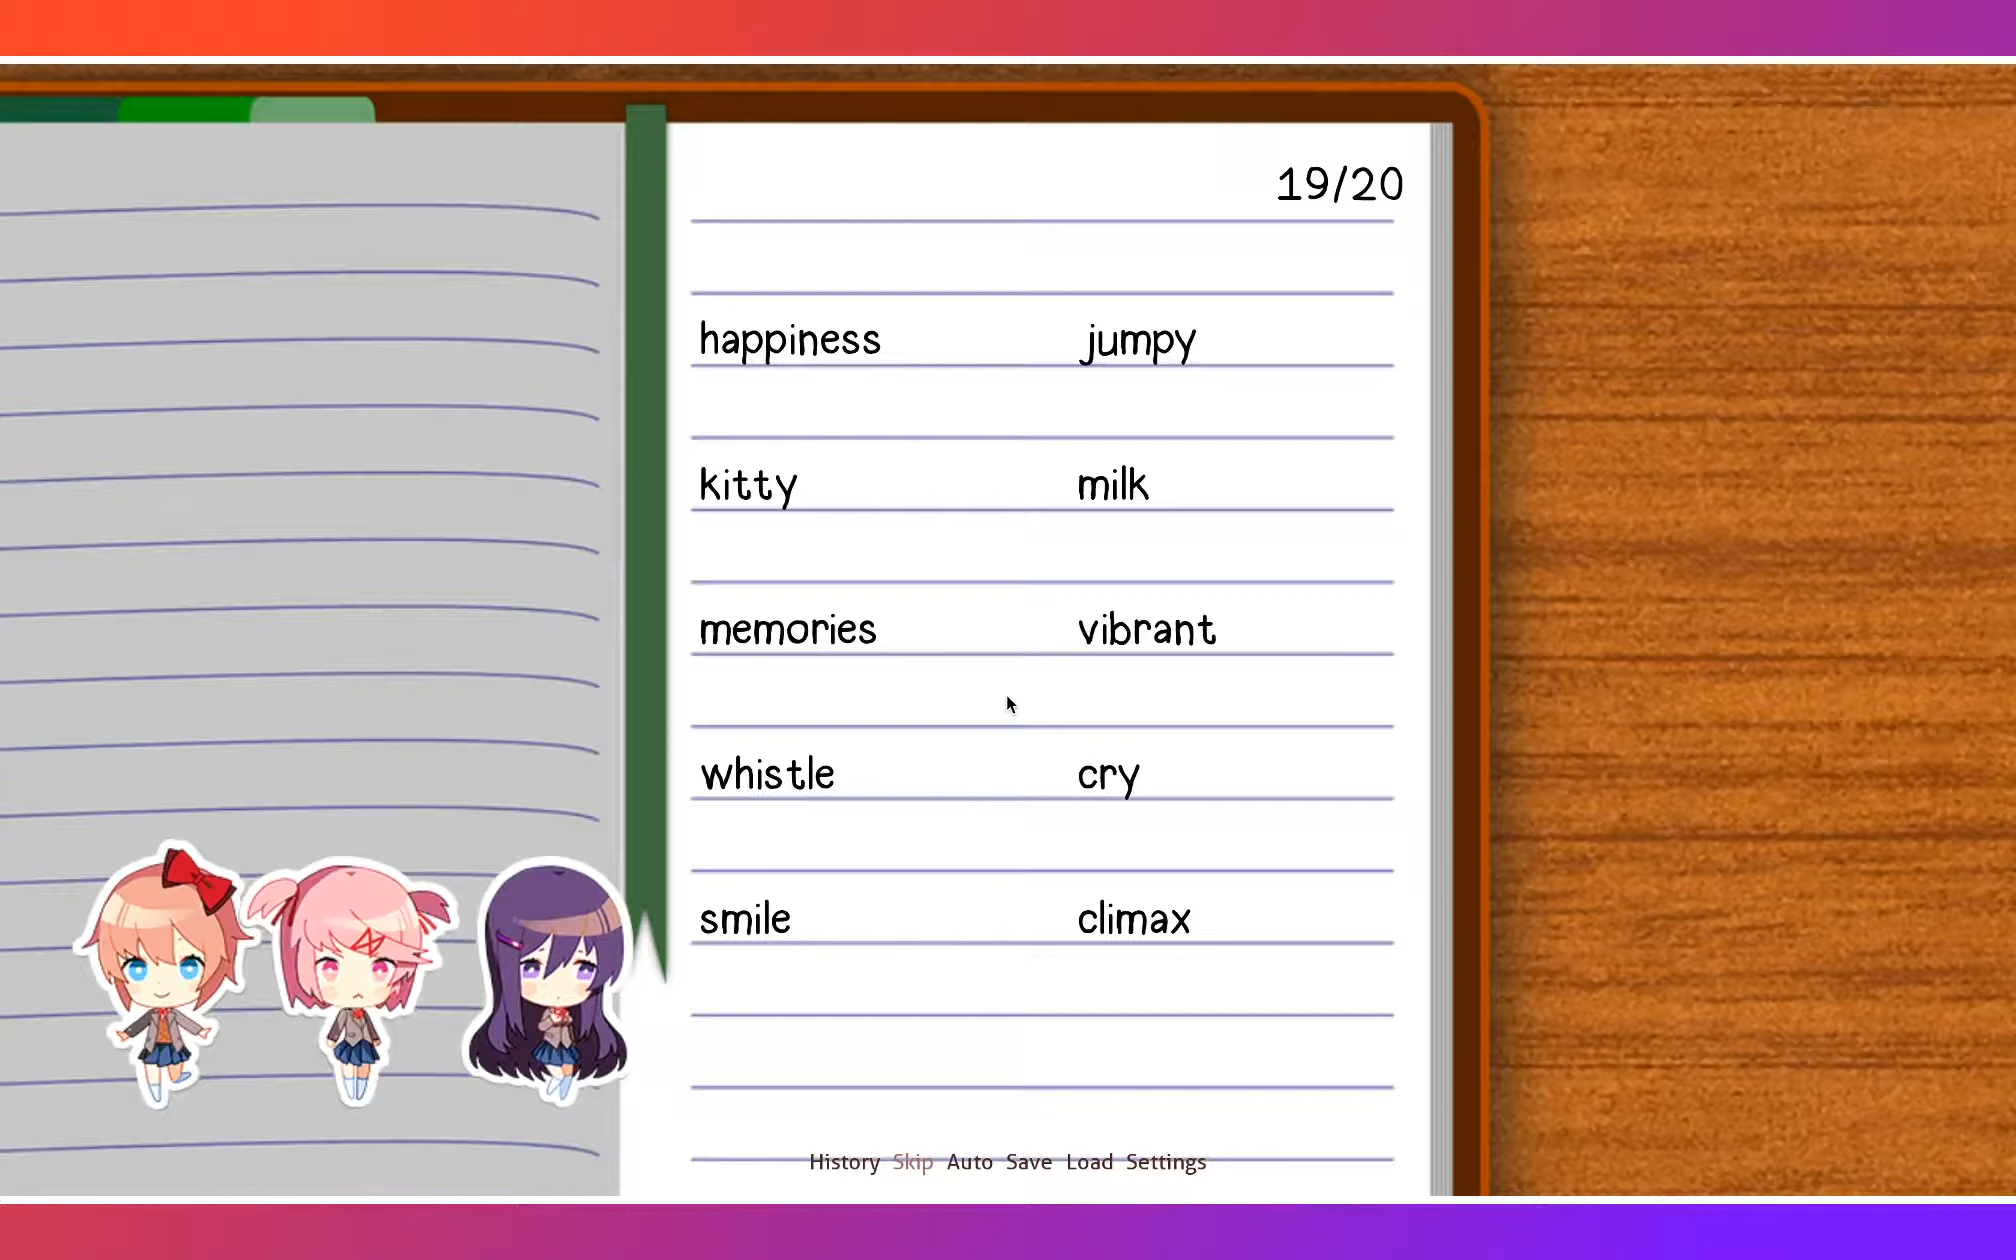 19/20
happiness jumpy
kitty milk
memories vibrant
whistle cry
smile climax
History Skip Auto Save Load Settings